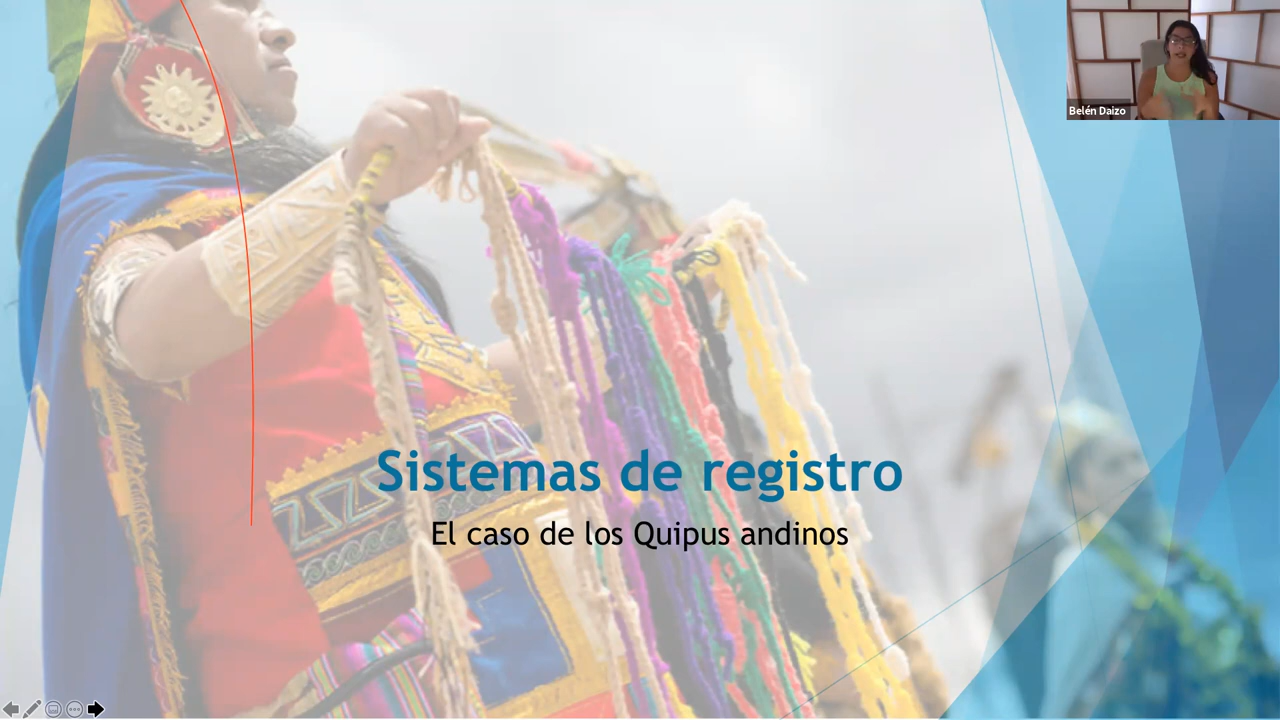 Belén Daizo
Sistemas de registro
El caso de los Quipus andinos